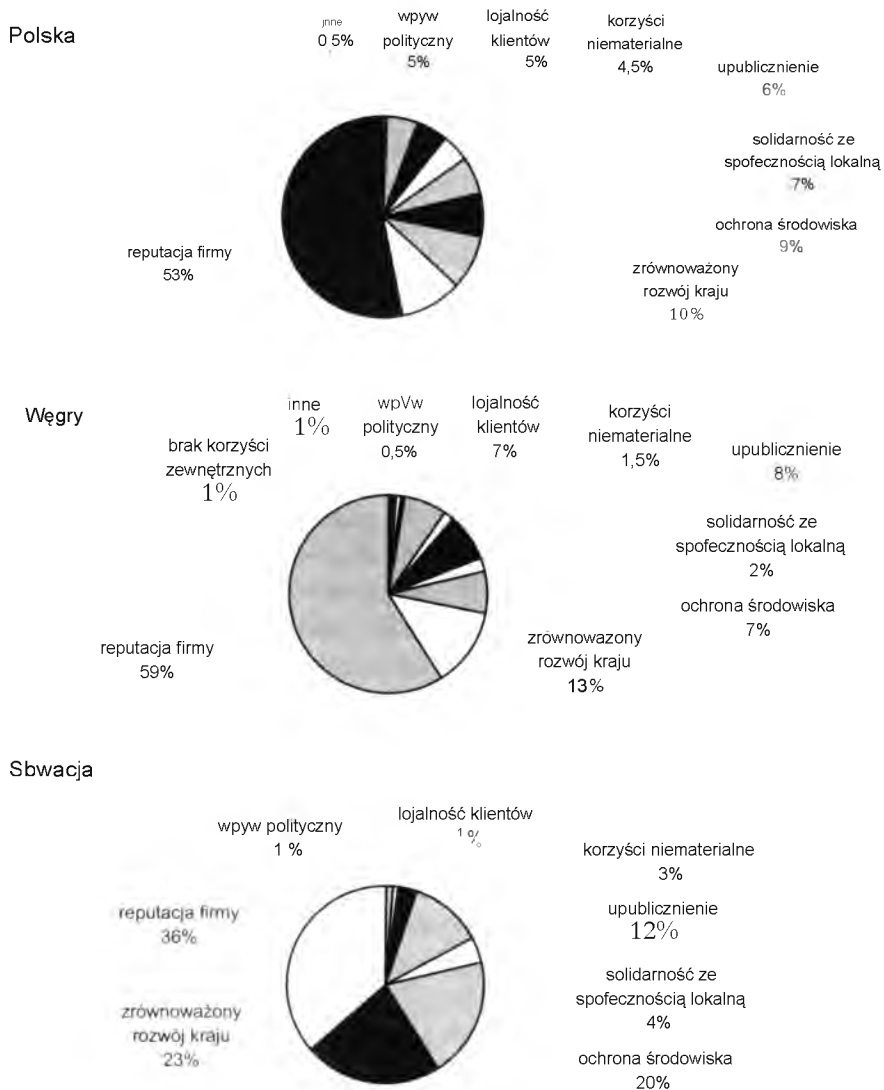 Polska
jnne
0 5%
wpyw
polityczny
5%
lojalność
klientów
5%
korzyści
niematerialne
4,5%
upublicznienie
6%
solidarność ze
spofecznością lokalną
7%
ochrona środowiska
9%
zrównoważony
rozwój kraju
10%
reputacja firmy
53%
Węgry
brak korzyści
zewnętrznych
1%
inne
1%
wpVw
polityczny
0,5%
lojalność
klientów
7%
korzyści
niematerialne
1,5%
upublicznienie
8%
solidarność ze
spofecznością lokalną
2%
ochrona środowiska
7%
zrównowazony
rozwój kraju
13%
reputacja firmy
59%
Sbwacja
wpyw polityczny
1 %
lojalność klientów
1 %
korzyści niematerialne
3%
upublicznienie
12%
solidarność ze
spofecznością lokalną
4%
ochrona środowiska
20%
reputacja firmy
36%
zrównoważony
rozwój kraju
23%